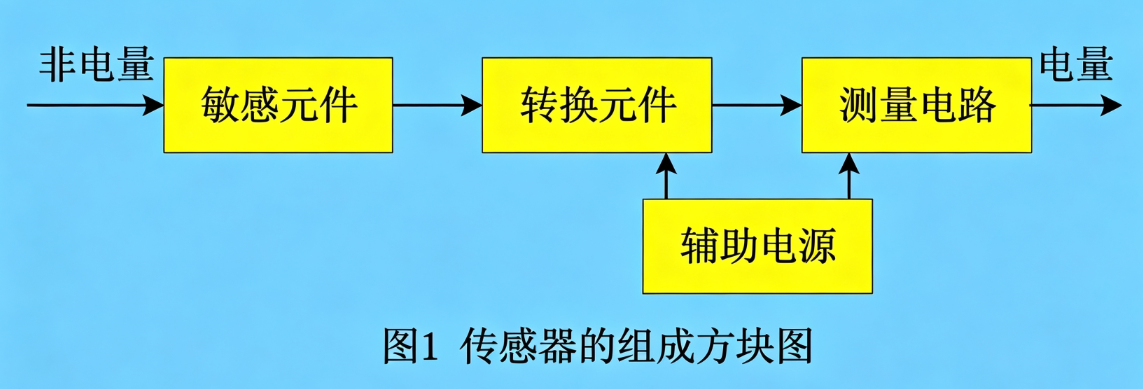 非电量
敏感元件
转换元件
测量电路
电量
辅助电源
图1 传感器的组成方块图